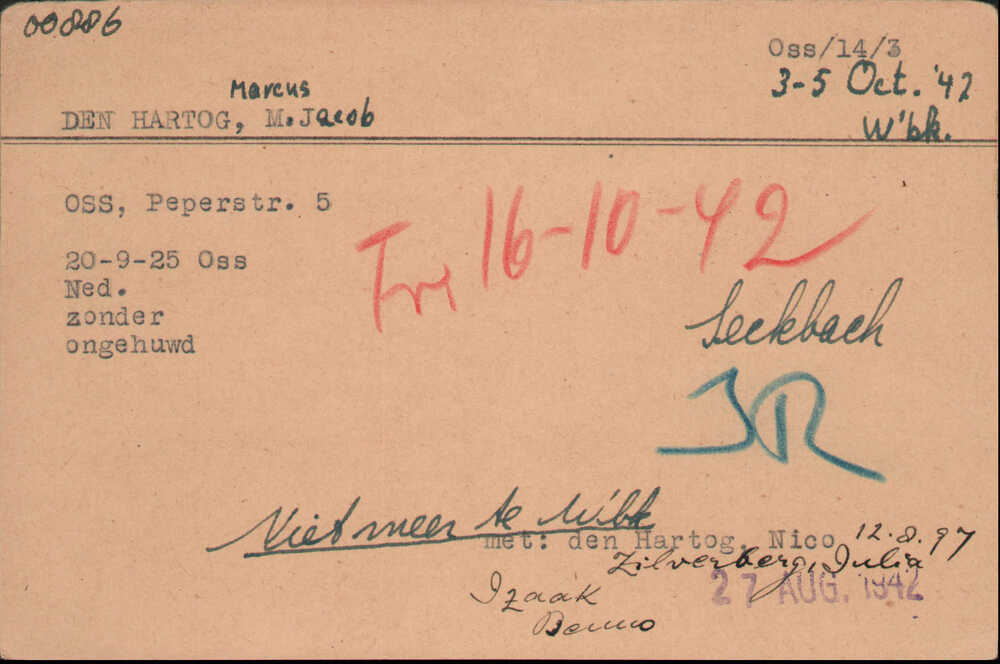 00886
Oss/14/3
3-5 Oct. '42
W'bk.
Marcus
DEN HARTOG, M.Jacob
OSS, Peperstr. 5
20-9-25 Oss
Ned.
zonder
ongehuwd
16-10-42
Seckbach
JR
Niet meer te W'bk
met: den Hartog, Nico 12.8.97
Zilverberg, Julia
Izaak
Benno
27 AUG. 1942